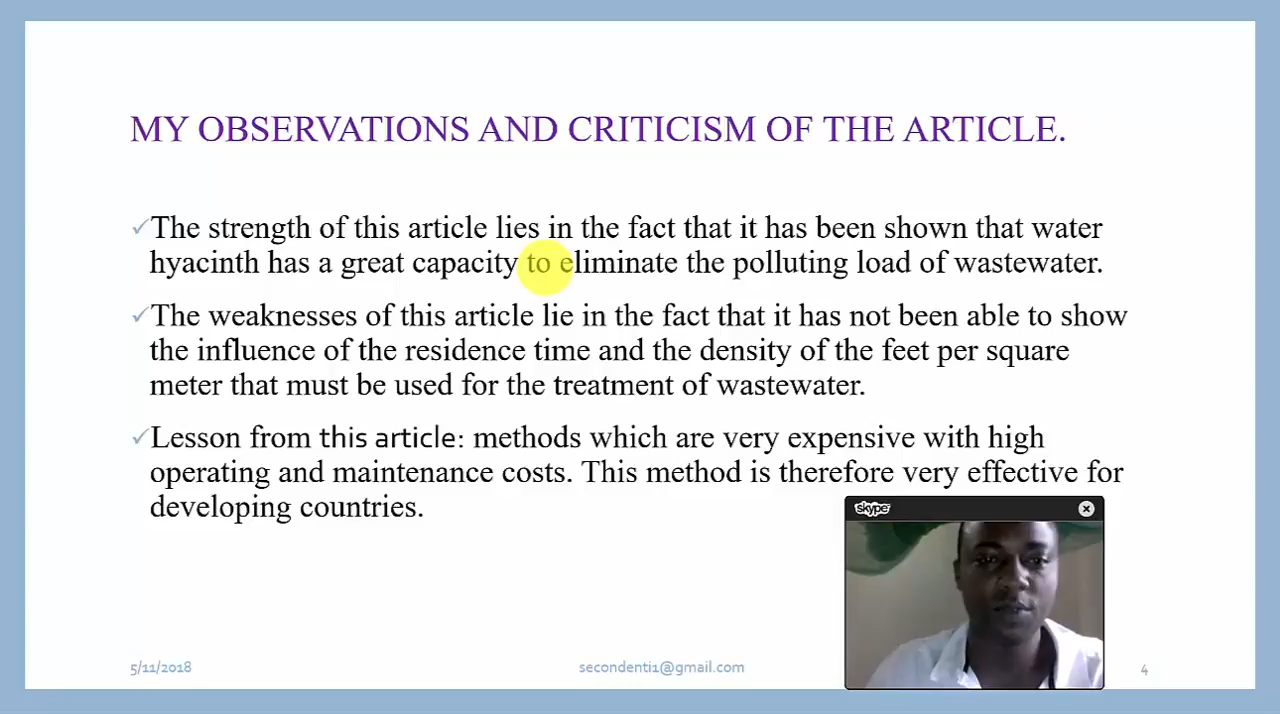 MY OBSERVATIONS AND CRITICISM OF THE ARTICLE.
✓The strength of this article lies in the fact that it has been shown that water
hyacinth has a great capacity to eliminate the polluting load of wastewater.
✓The weaknesses of this article lie in the fact that it has not been able to show
the influence of the residence time and the density of the feet per square
meter that must be used for the treatment of wastewater.
✓Lesson from this article: methods which are very expensive with high
operating and maintenance costs. This method is therefore very effective for
developing countries.
skype
5/11/2018
secondenti1@gmail.com
4